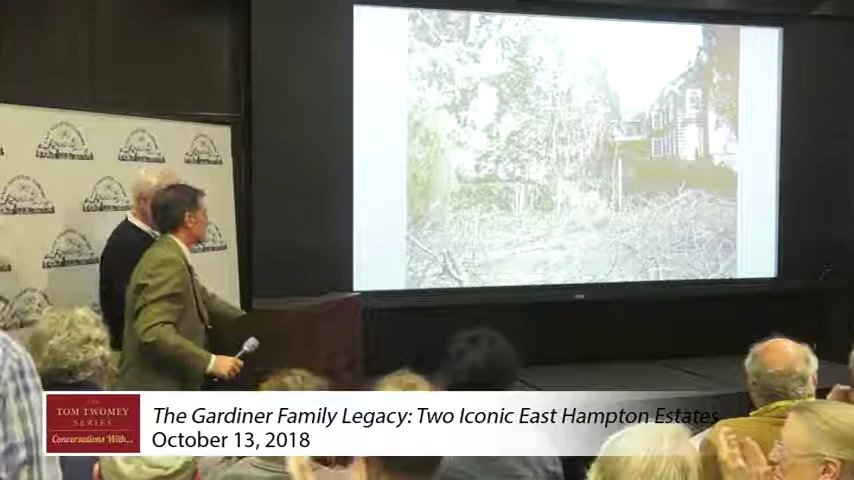 THE
TOM TWOMEY
SERIES
Conversations With...
The Gardiner Family Legacy: Two Iconic East Hampton Estates
October 13, 2018